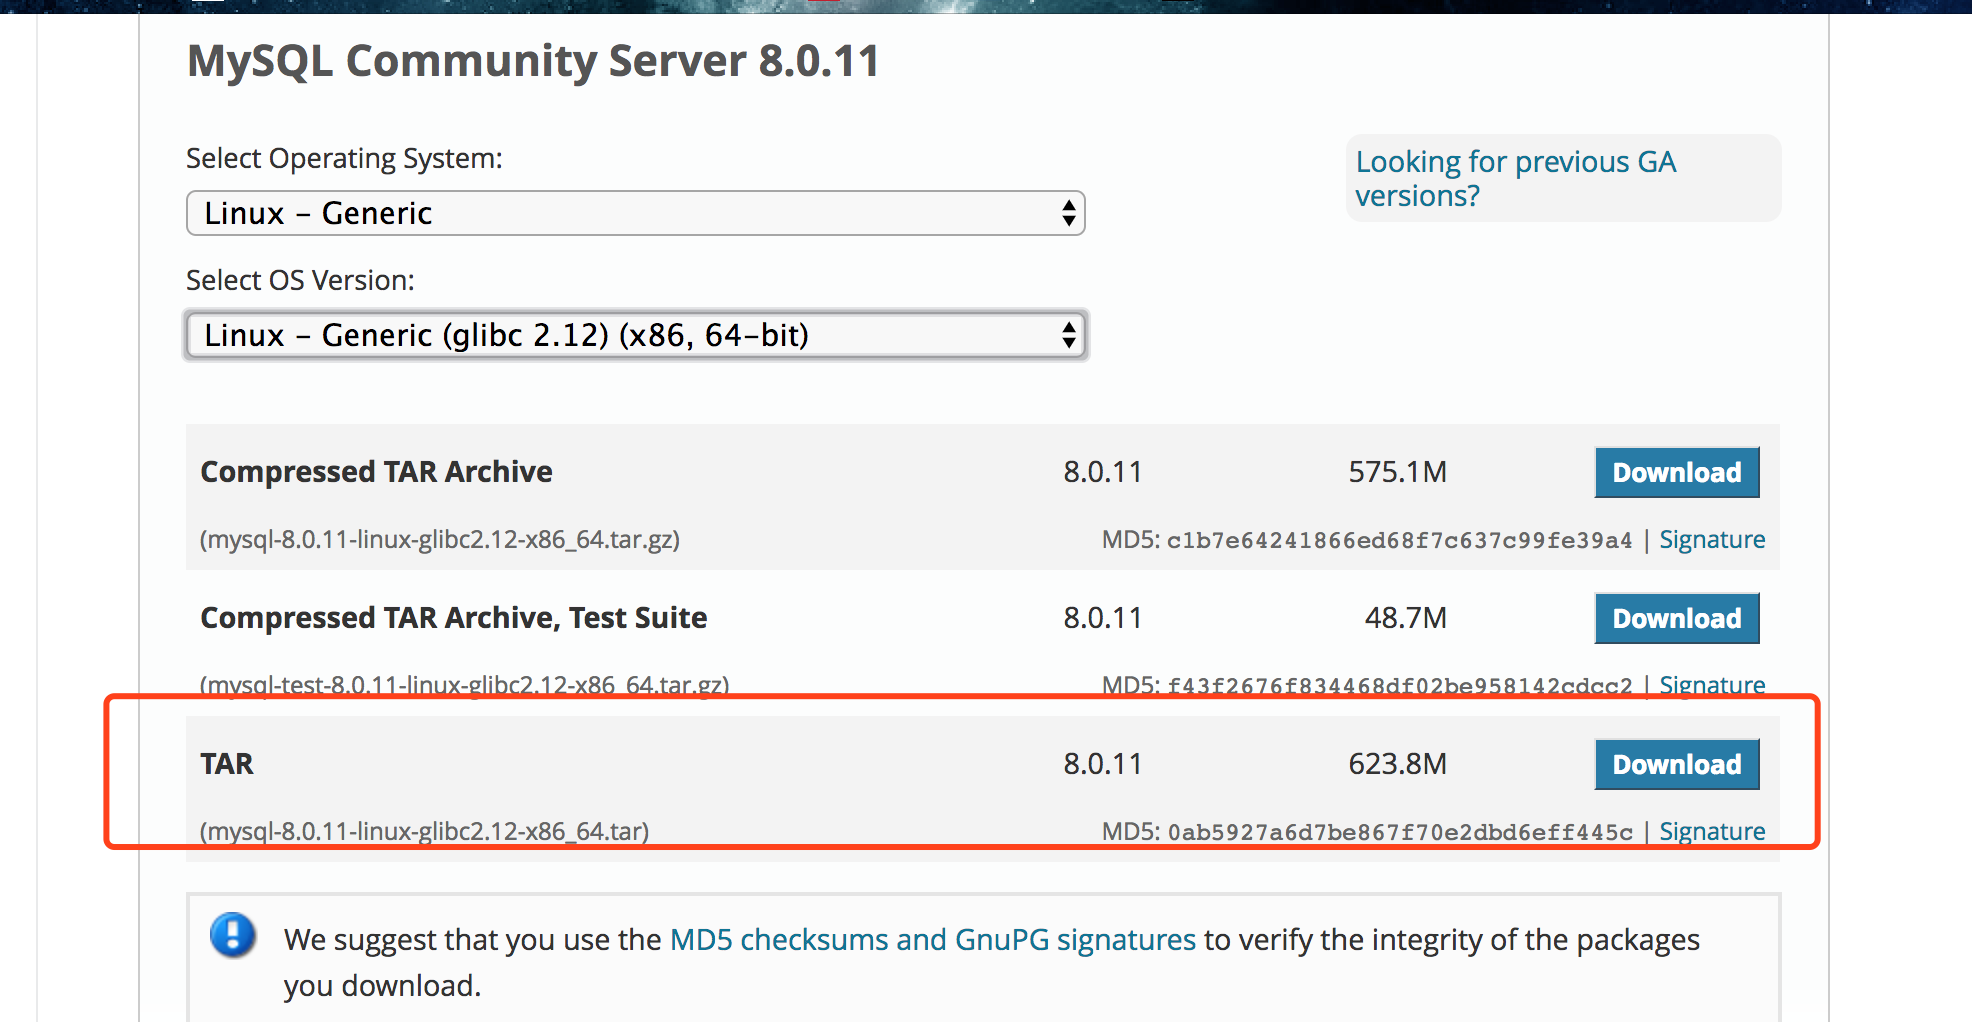 MySQL Community Server 8.0.11
Select Operating System:
Looking for previous GA
versions?
Linux – Generic
Select OS Version:
Linux – Generic (glibc 2.12) (x86, 64-bit)
Compressed TAR Archive 8.0.11 575.1M Download
(mysql-8.0.11-linux-glibc2.12-x86_64.tar.gz) MD5: c1b7e64241866ed68f7c637c99fe39a4 | Signature
Compressed TAR Archive, Test Suite 8.0.11 48.7M Download
(mysql-test-8.0.11-linux-glibc2.12-x86_64.tar.gz) MD5: f43f2676f834468df02be958142cdcc2 | Signature
TAR 8.0.11 623.8M Download
(mysql-8.0.11-linux-glibc2.12-x86_64.tar) MD5: 0ab5927a6d7be867f70e2dbd6eff445c | Signature
We suggest that you use the MD5 checksums and GnuPG signatures to verify the integrity of the packages
you download.